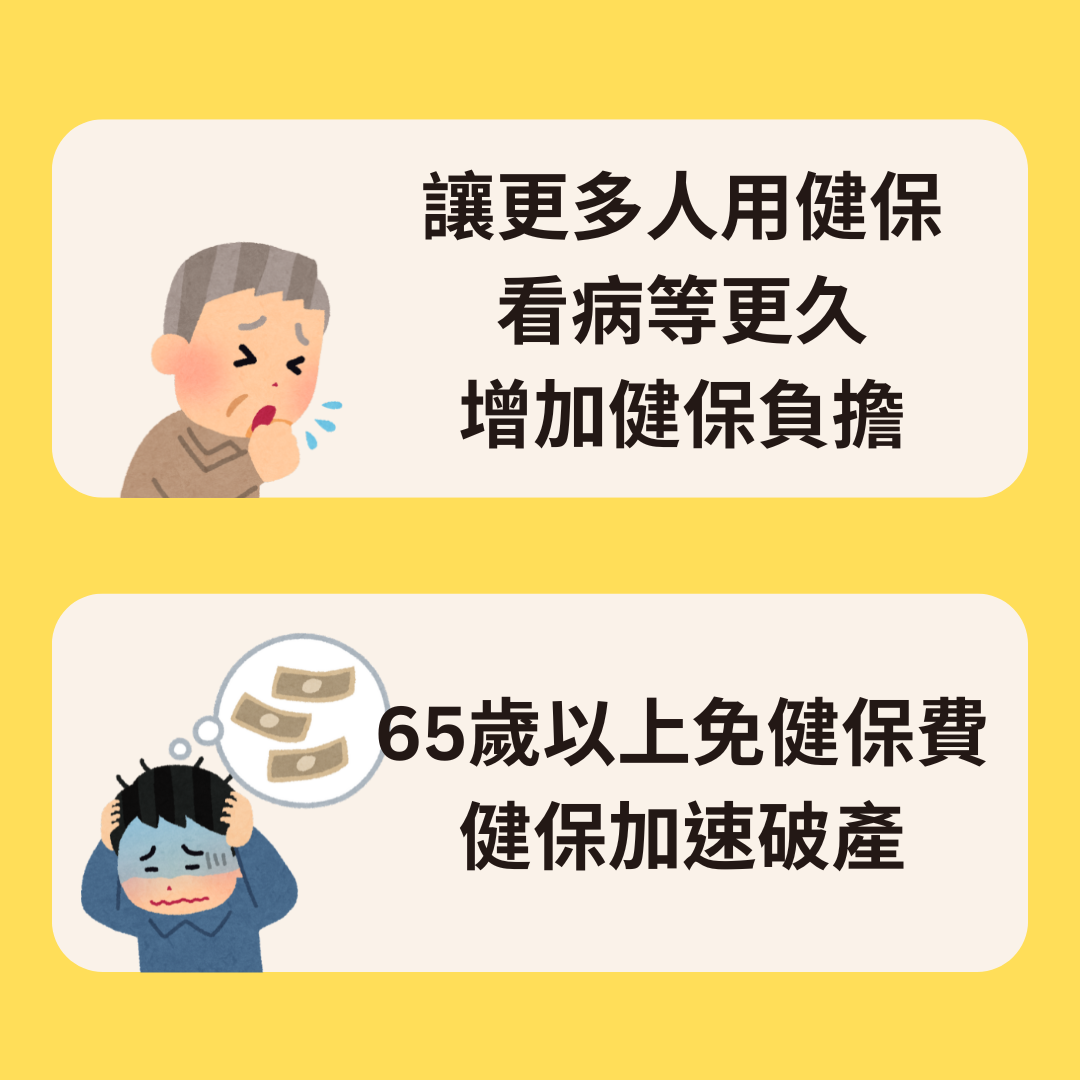 讓更多人用健保
看病等更久
增加健保負擔
65歲以上免健保費
健保加速破產